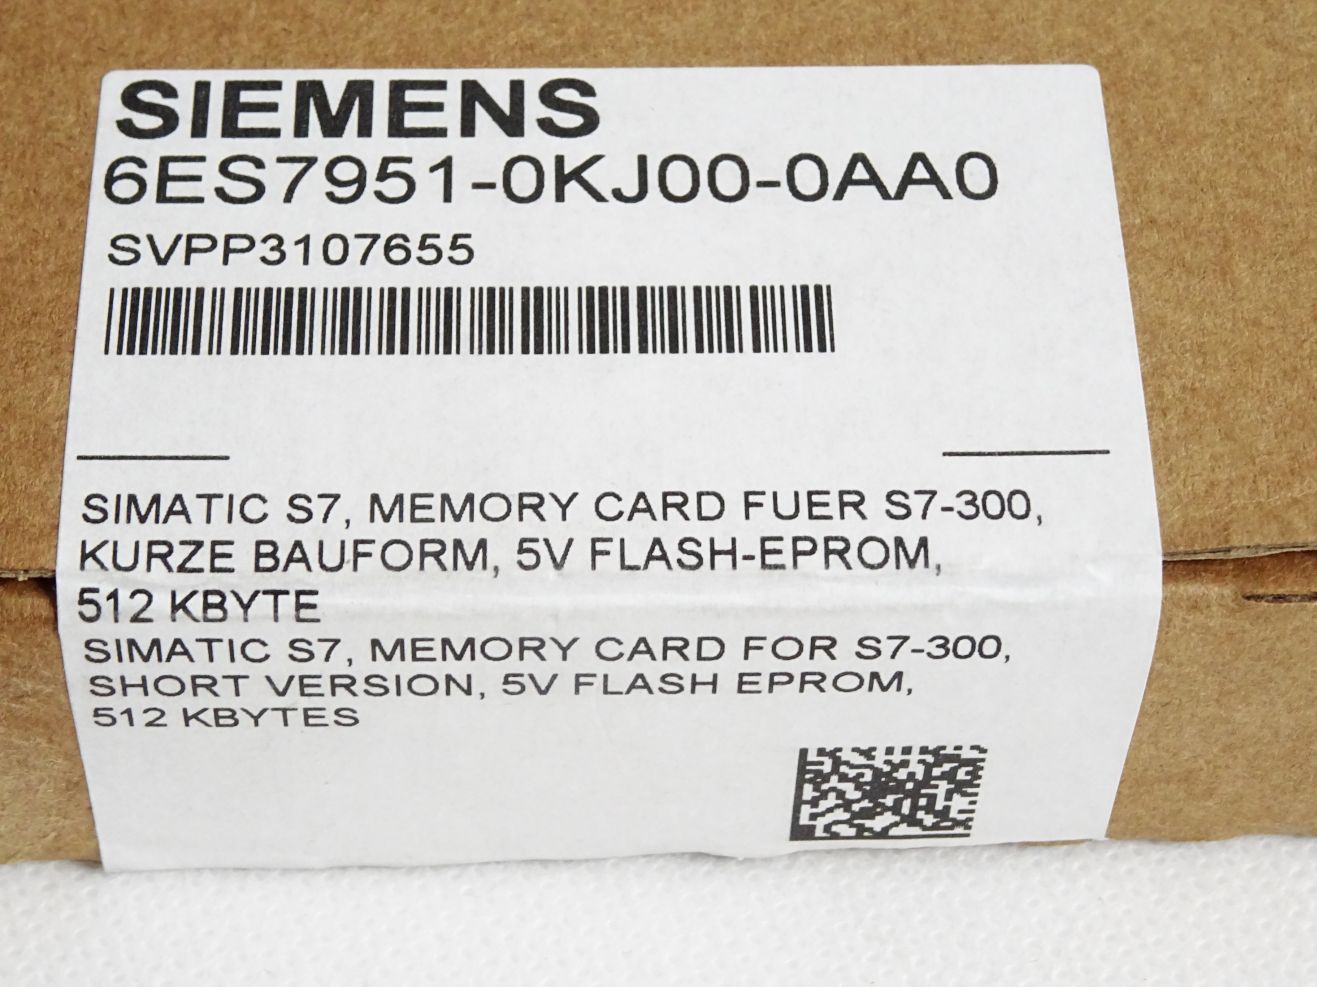 SIEMENS
6ES7951-0KJ00-0AA0
SVPP3107655
SIMATIC S7, MEMORY CARD FUER S7-300,
KURZE BAUFORM, 5V FLASH-EPROM,
512 KBYTE
SIMATIC S7, MEMORY CARD FOR S7-300,
SHORT VERSION, 5V FLASH EPROM,
512 KBYTES